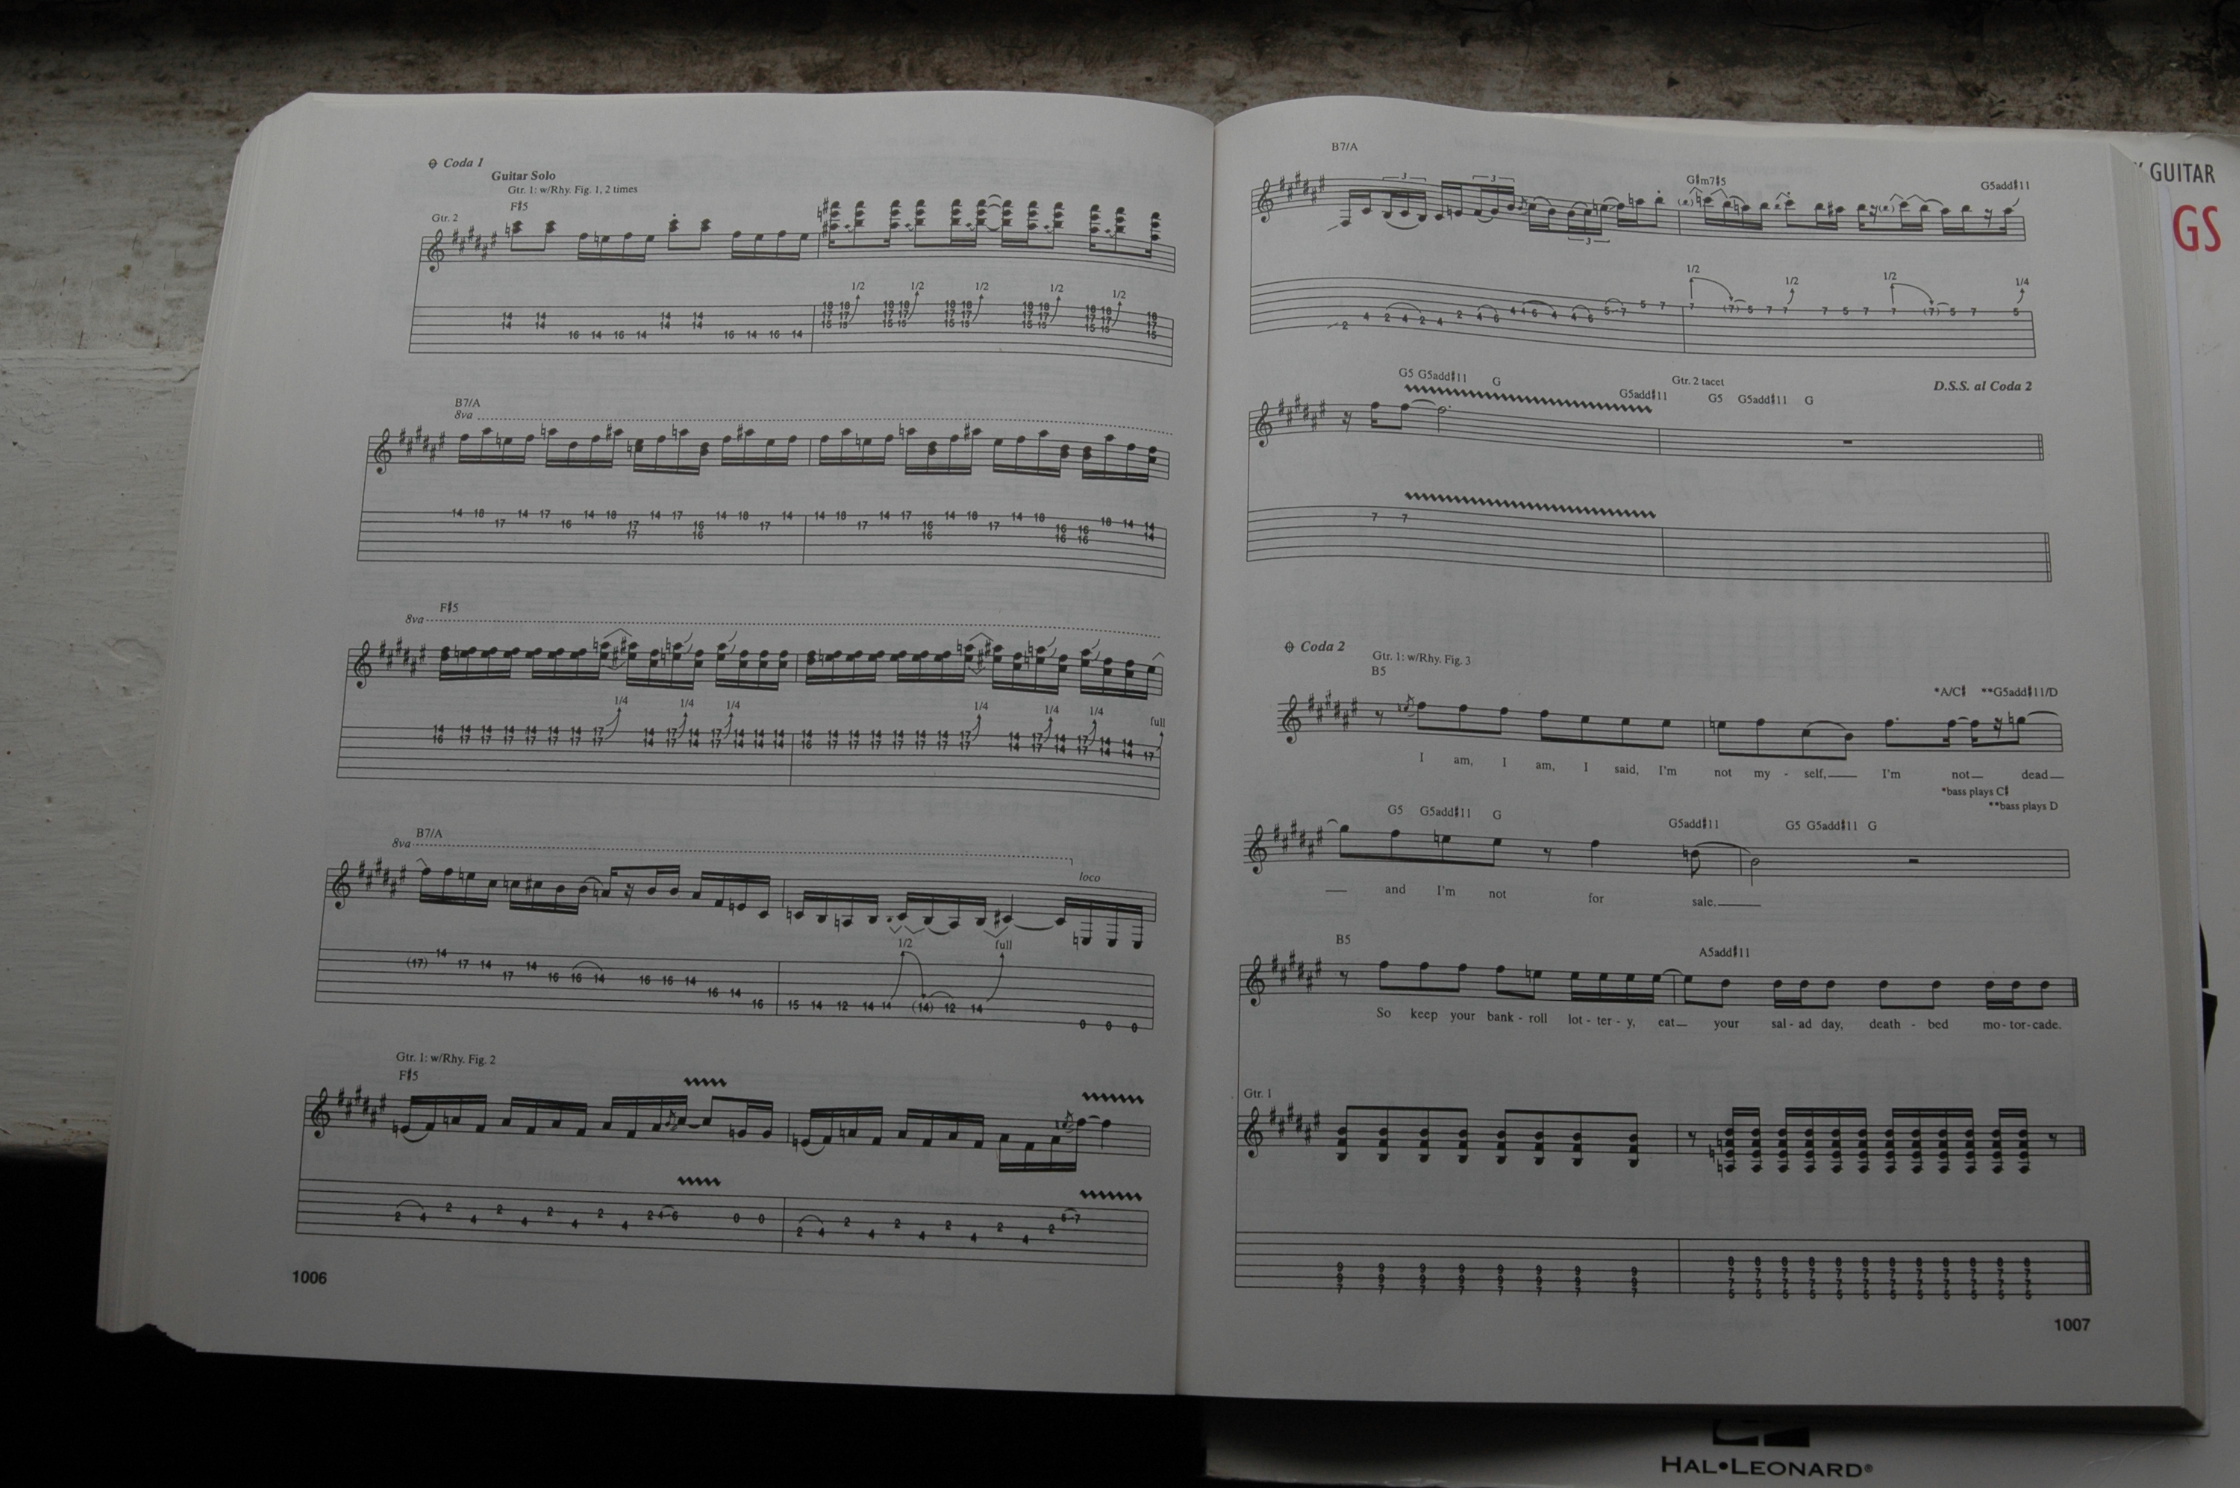 Coda 1
Guitar Solo
Gtr. 1: w/Rhy. Fig. 1, 2 times
F#5
Gtr. 2
1/2 1/2 1/2 1/2 1/2
B7/A
8va
F#5
8va
1/4 1/4 1/4 1/4 1/4 1/4 full
B7/A
8va
loco
1/2 full
Gtr. 1: w/Rhy. Fig. 2
F#5
1006
B7/A
G#m7#5
G5add#11
3 3 3
1/2 1/2 1/2 1/4
G5 G5add#11 G G5add#11
Gtr. 2 tacet
G5 G5add#11 G
D.S.S. al Coda 2
Coda 2
Gtr. 1: w/Rhy. Fig. 3
B5
*A/C# **G5add#11/D
I am, I am, I said, I'm not my - self, I'm not dead
*bass plays C#
**bass plays D
G5 G5add#11 G G5add#11 G5 G5add#11 G
and I'm not for sale.
B5 A5add#11
So keep your bank - roll lot - ter - y, eat your sal - ad day, death - bed mo - tor - cade.
Gtr. 1
1007
GUITAR
GS
HAL•LEONARD®